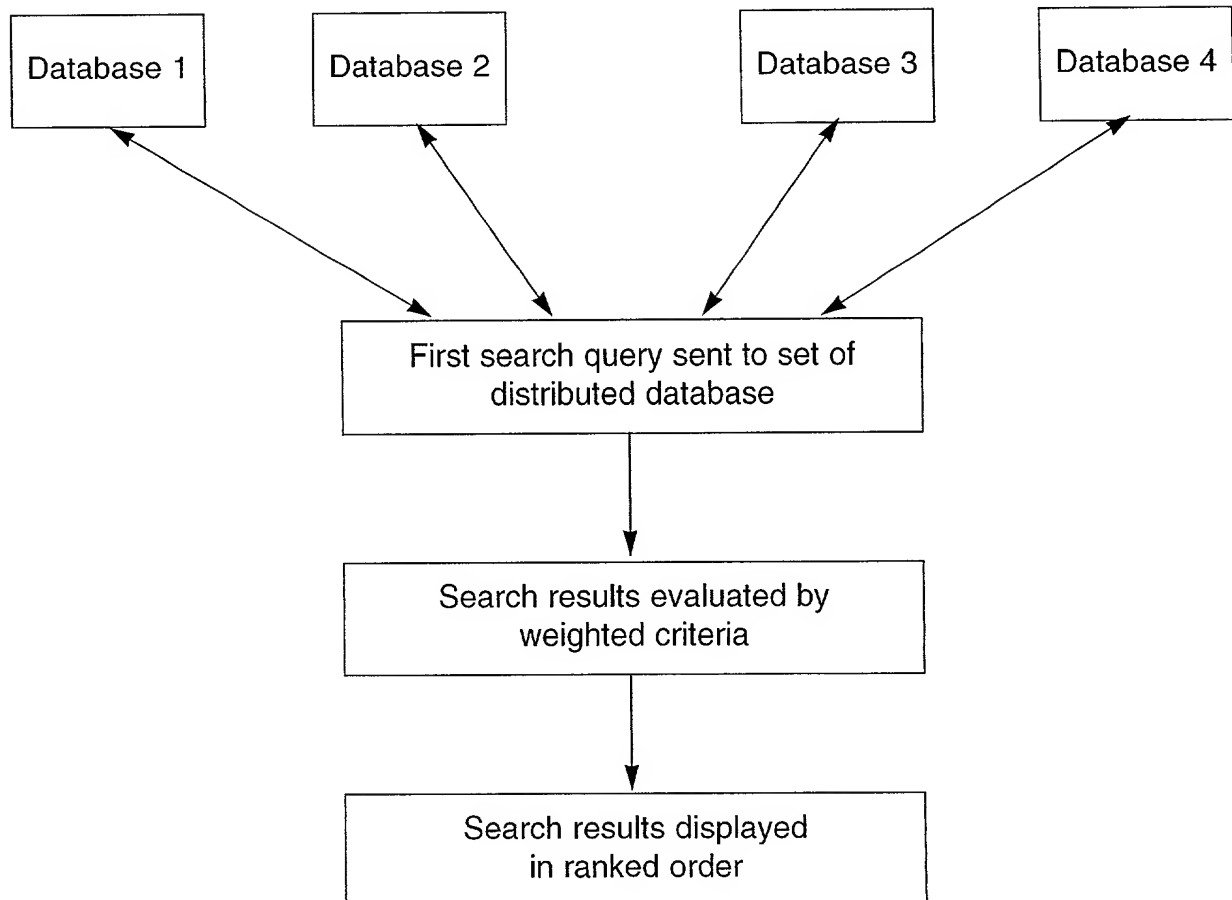 Database 1
Database 2
Database 3
Database 4
First search query sent to set of
distributed database
Search results evaluated by
weighted criteria
Search results displayed
in ranked order